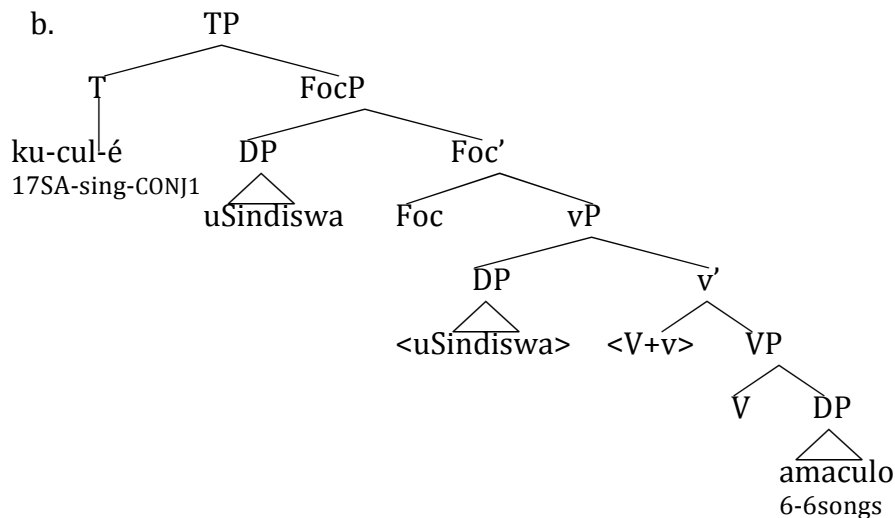 b. TP
T FocP
ku-cul-é DP Foc’
17SA-sing-CONJ1
uSindiswa Foc vP
DP v’
<uSindiswa> <V+v> VP
V DP
amaculo
6-6songs